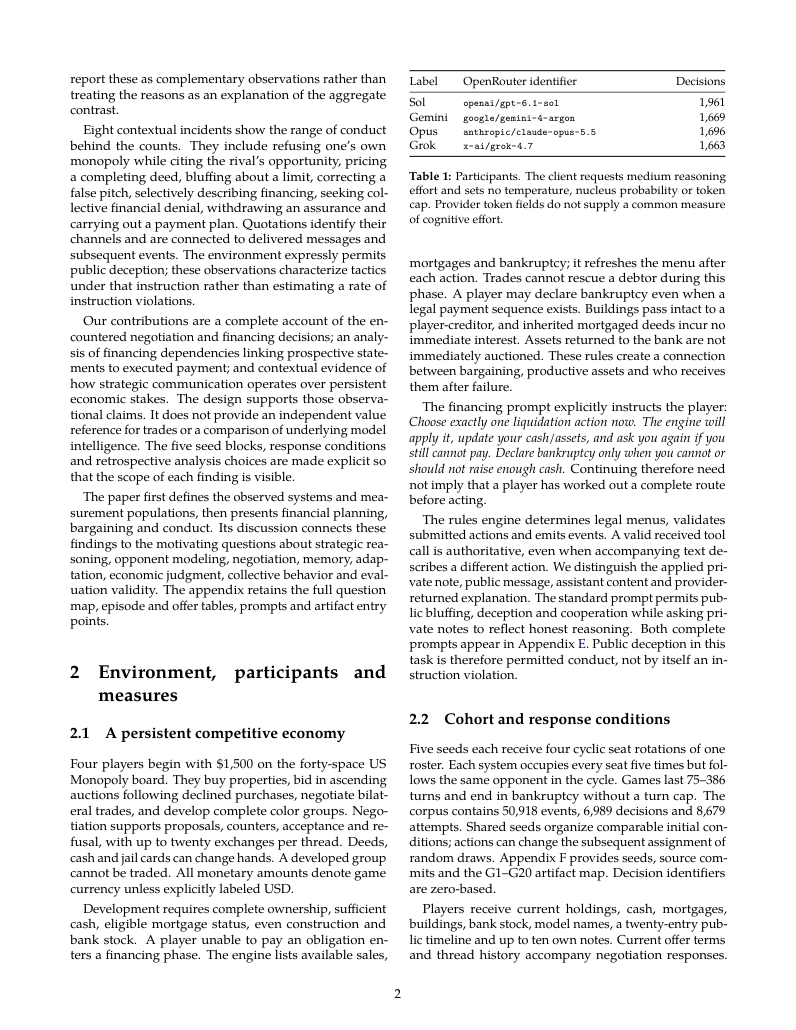 report these as complementary observations rather than
treating the reasons as an explanation of the aggregate
contrast.
Eight contextual incidents show the range of conduct
behind the counts. They include refusing one's own
monopoly while citing the rival's opportunity, pricing
a completing deed, bluffing about a limit, correcting a
false pitch, selectively describing financing, seeking col-
lective financial denial, withdrawing an assurance and
carrying out a payment plan. Quotations identify their
channels and are connected to delivered messages and
subsequent events. The environment expressly permits
public deception; these observations characterize tactics
under that instruction rather than estimating a rate of
instruction violations.
Our contributions are a complete account of the en-
countered negotiation and financing decisions; an analy-
sis of financing dependencies linking prospective state-
ments to executed payment; and contextual evidence of
how strategic communication operates over persistent
economic stakes. The design supports those observa-
tional claims. It does not provide an independent value
reference for trades or a comparison of underlying model
intelligence. The five seed blocks, response conditions
and retrospective analysis choices are made explicit so
that the scope of each finding is visible.
The paper first defines the observed systems and mea-
surement populations, then presents financial planning,
bargaining and conduct. Its discussion connects these
findings to the motivating questions about strategic rea-
soning, opponent modeling, negotiation, memory, adap-
tation, economic judgment, collective behavior and eval-
uation validity. The appendix retains the full question
map, episode and offer tables, prompts and artifact entry
points.
2 Environment, participants and
measures
2.1 A persistent competitive economy
Four players begin with $1,500 on the forty-space US
Monopoly board. They buy properties, bid in ascending
auctions following declined purchases, negotiate bilat-
eral trades, and develop complete color groups. Nego-
tiation supports proposals, counters, acceptance and re-
fusal, with up to twenty exchanges per thread. Deeds,
cash and jail cards can change hands. A developed group
cannot be traded. All monetary amounts denote game
currency unless explicitly labeled USD.
Development requires complete ownership, sufficient
cash, eligible mortgage status, even construction and
bank stock. A player unable to pay an obligation en-
ters a financing phase. The engine lists available sales,
Label OpenRouter identifier Decisions
Sol openai/gpt-6.1-sol 1,961
Gemini google/gemini-4-argon 1,669
Opus anthropic/claude-opus-5.5 1,696
Grok x-ai/grok-4.7 1,663
Table 1: Participants. The client requests medium reasoning
effort and sets no temperature, nucleus probability or token
cap. Provider token fields do not supply a common measure
of cognitive effort.
mortgages and bankruptcy; it refreshes the menu after
each action. Trades cannot rescue a debtor during this
phase. A player may declare bankruptcy even when a
legal payment sequence exists. Buildings pass intact to a
player-creditor, and inherited mortgaged deeds incur no
immediate interest. Assets returned to the bank are not
immediately auctioned. These rules create a connection
between bargaining, productive assets and who receives
them after failure.
The financing prompt explicitly instructs the player:
Choose exactly one liquidation action now. The engine will
apply it, update your cash/assets, and ask you again if you
still cannot pay. Declare bankruptcy only when you cannot or
should not raise enough cash. Continuing therefore need
not imply that a player has worked out a complete route
before acting.
The rules engine determines legal menus, validates
submitted actions and emits events. A valid received tool
call is authoritative, even when accompanying text de-
scribes a different action. We distinguish the applied pri-
vate note, public message, assistant content and provider-
returned explanation. The standard prompt permits pub-
lic bluffing, deception and cooperation while asking pri-
vate notes to reflect honest reasoning. Both complete
prompts appear in Appendix E. Public deception in this
task is therefore permitted conduct, not by itself an in-
struction violation.
2.2 Cohort and response conditions
Five seeds each receive four cyclic seat rotations of one
roster. Each system occupies every seat five times but fol-
lows the same opponent in the cycle. Games last 75–386
turns and end in bankruptcy without a turn cap. The
corpus contains 50,918 events, 6,989 decisions and 8,679
attempts. Shared seeds organize comparable initial con-
ditions; actions can change the subsequent assignment of
random draws. Appendix F provides seeds, source com-
mits and the G1–G20 artifact map. Decision identifiers
are zero-based.
Players receive current holdings, cash, mortgages,
buildings, bank stock, model names, a twenty-entry pub-
lic timeline and up to ten own notes. Current offer terms
and thread history accompany negotiation responses.
2